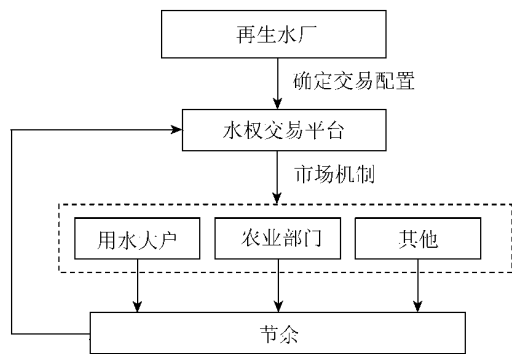 再生水厂
确定交易配置
水权交易平台
市场机制
用水大户
农业部门
其他
节余